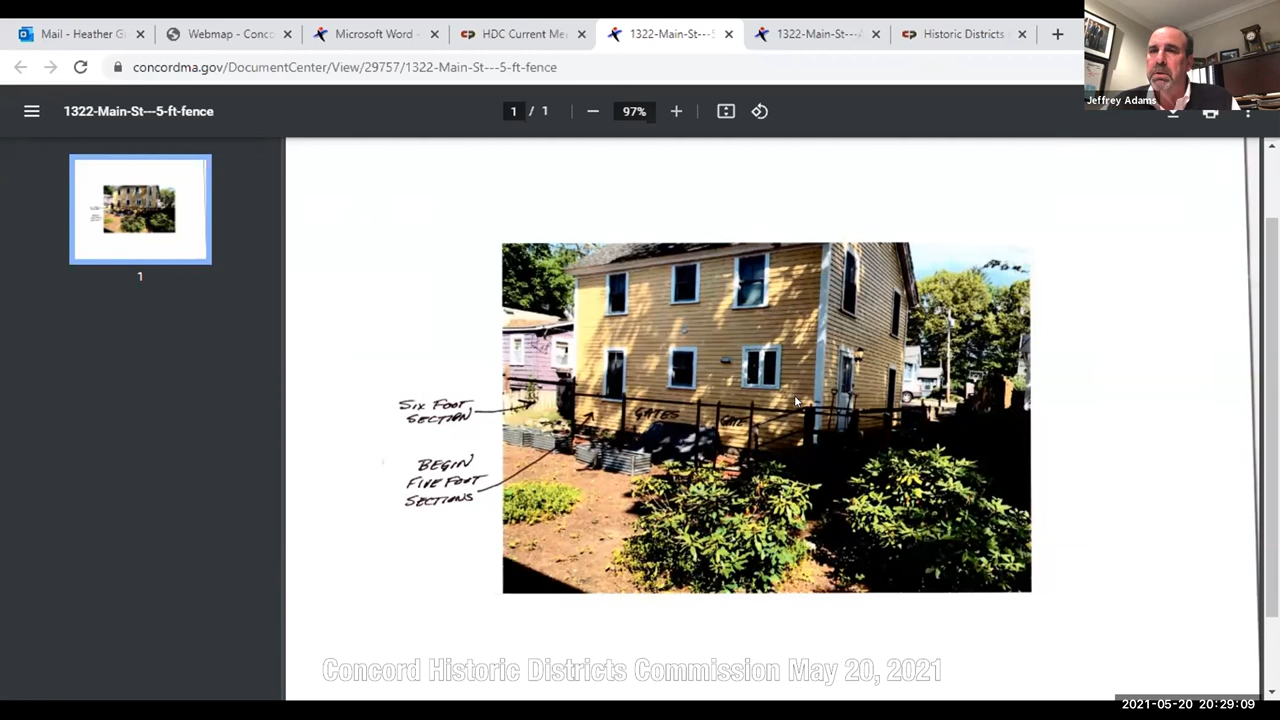 Mail - Heather G
Webmap - Conc
Microsoft Word -
HDC Current Me
1322-Main-St---5
1322-Main-St---
Historic Districts
concordma.gov/DocumentCenter/View/29757/1322-Main-St---5-ft-fence
Jeffrey Adams
1322-Main-St---5-ft-fence
1 / 1
97%
1
SIX FOOT
SECTION
GATES
BEGIN
FIVE FOOT
SECTIONS
Concord Historic Districts Commission May 20, 2021
2021-05-20 20:29:09